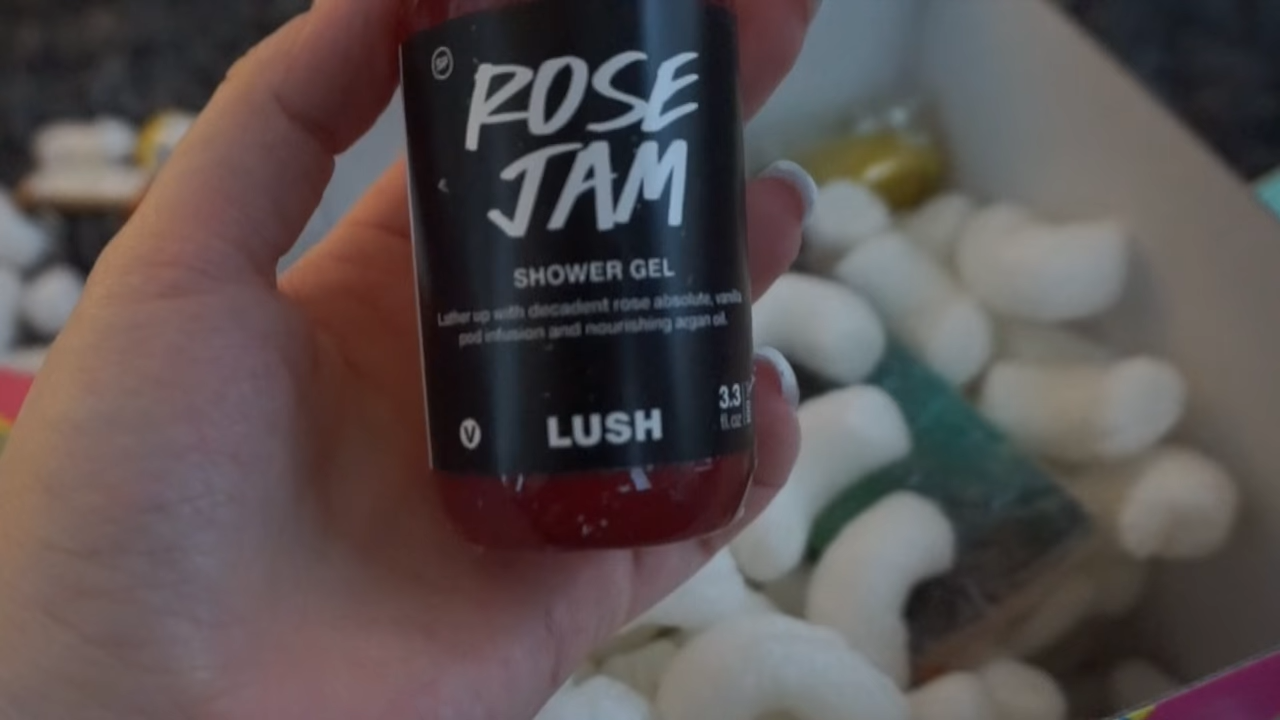 ROSE
JAM
SHOWER GEL
Lather up with decadent rose absolute, vanilla
pod infusion and nourishing argan oil.
3.3
fl. oz
V
LUSH